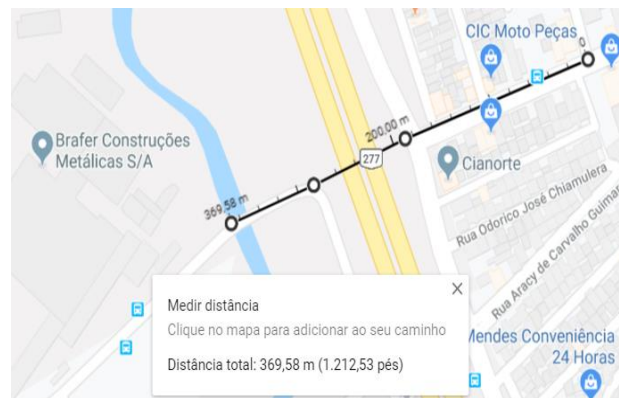 CIC Moto Peças
0
200,00 m
277
Brafer Construções
Metálicas S/A
Cianorte
369,58 m
Rua Odorico José Chiamulera
Rua Aracy de Carvalho Guimar
Medir distância
Clique no mapa para adicionar ao seu caminho
Distância total: 369,58 m (1.212,53 pés)
Mendes Conveniência
24 Horas